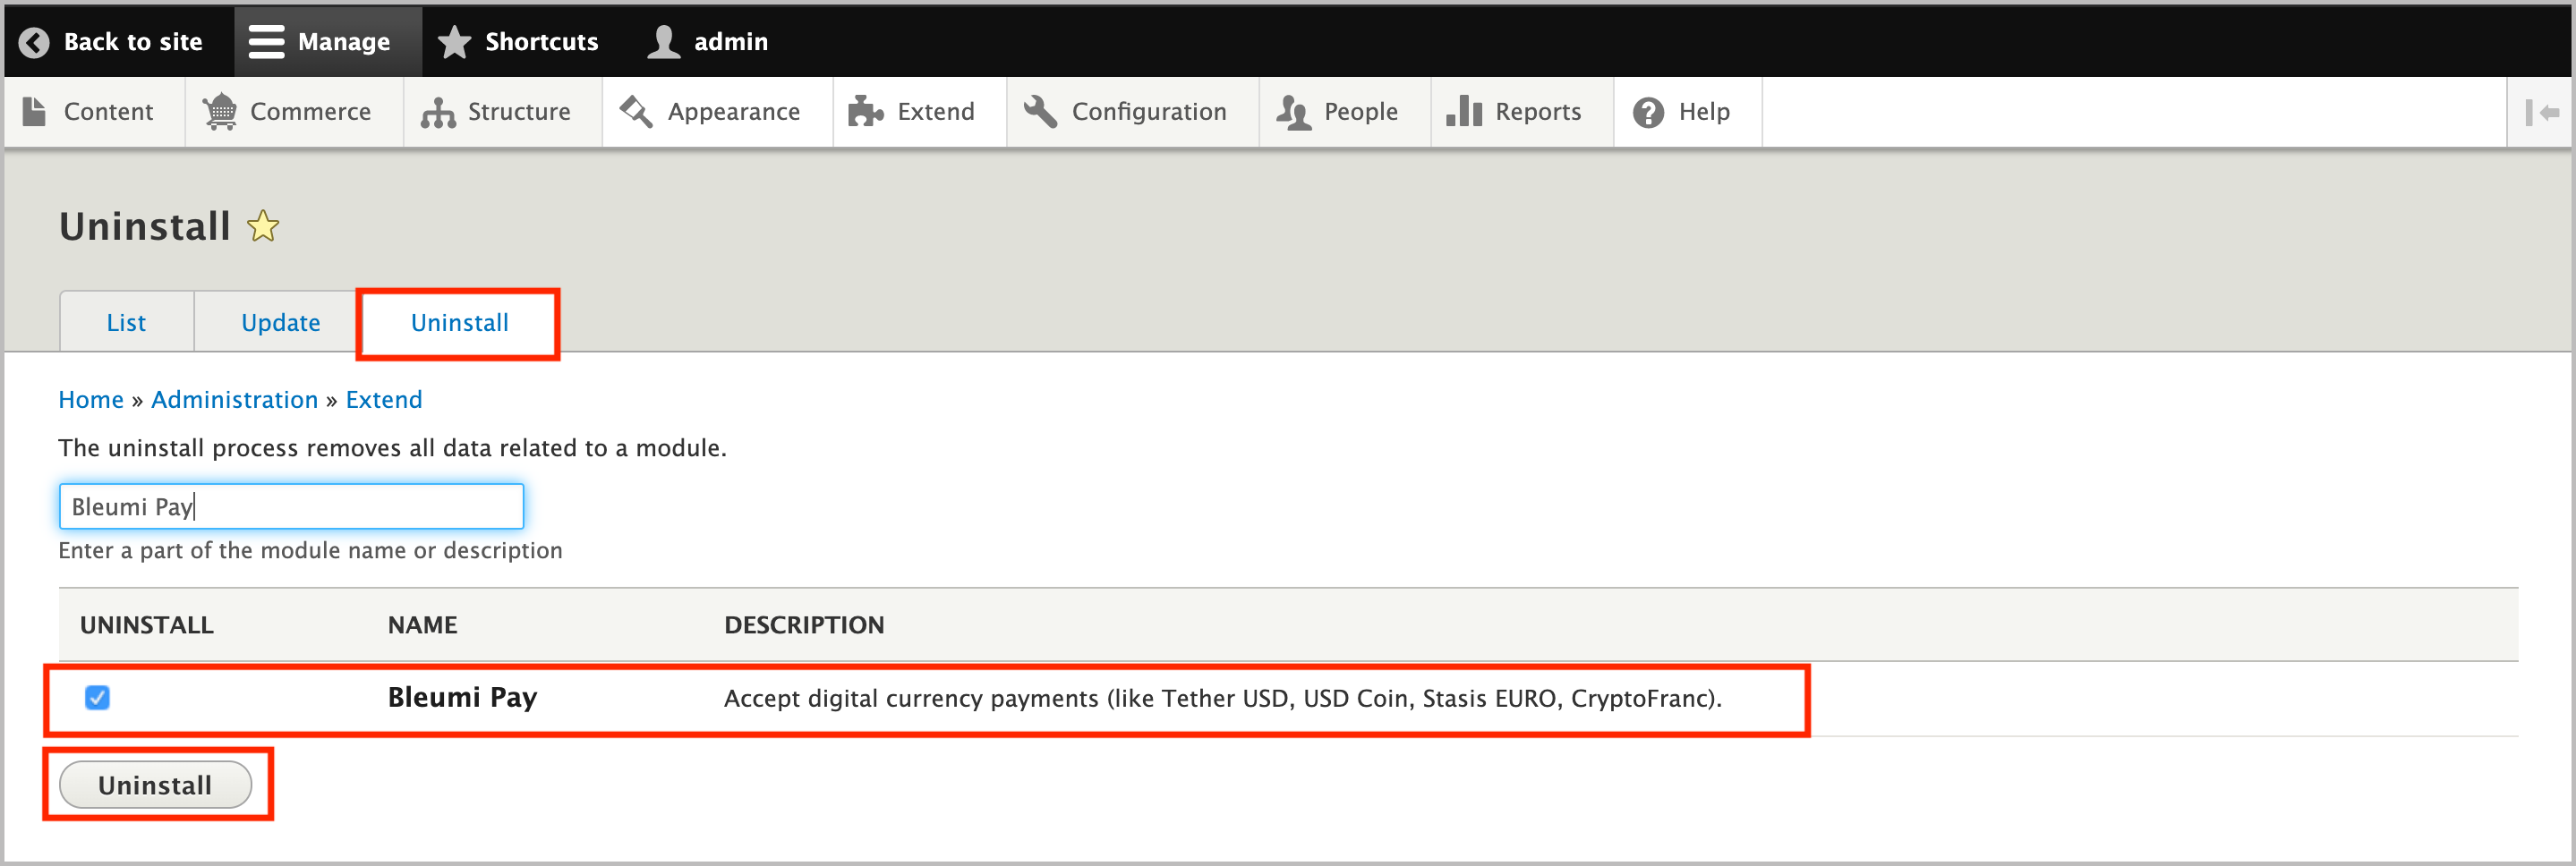 Back to site Manage Shortcuts admin
Content Commerce Structure Appearance Extend Configuration People Reports Help
Uninstall
List Update Uninstall
Home » Administration » Extend
The uninstall process removes all data related to a module.
Bleumi Pay
Enter a part of the module name or description
UNINSTALL NAME DESCRIPTION
Bleumi Pay Accept digital currency payments (like Tether USD, USD Coin, Stasis EURO, CryptoFranc).
Uninstall